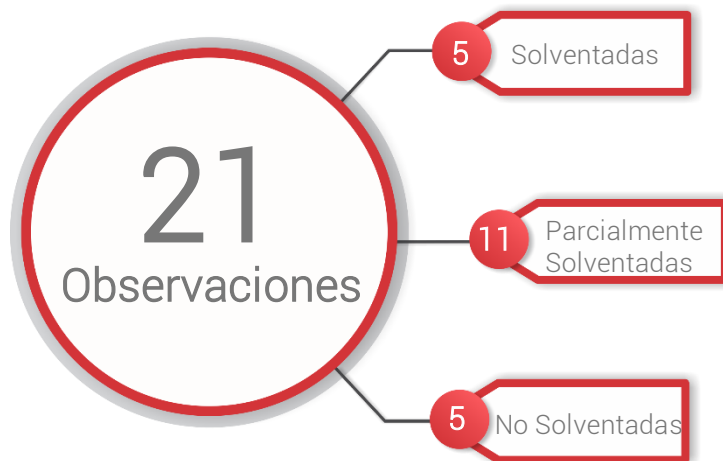 21
Observaciones
5
Solventadas
11
Parcialmente
Solventadas
5
No Solventadas